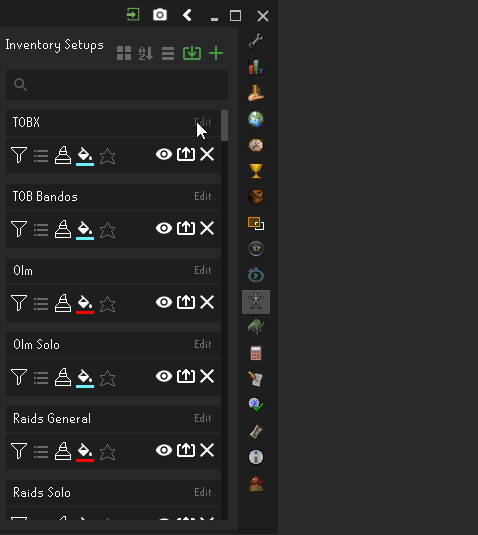 Inventory Setups
TOBX Edit
TOB Bandos Edit
Olm Edit
Olm Solo Edit
Raids General Edit
Raids Solo Edit